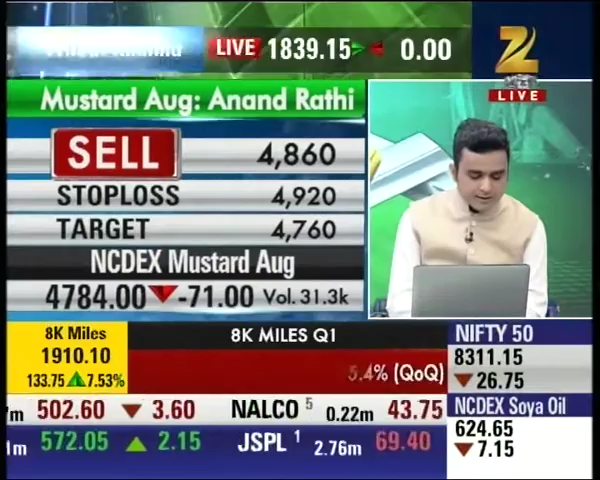 LIVE 1839.15 0.00
LIVE
Mustard Aug: Anand Rathi
SELL 4,860
STOPLOSS 4,920
TARGET 4,760
NCDEX Mustard Aug
4784.00 -71.00 Vol. 31.3k
8K Miles
1910.10
133.75 7.53%
8K MILES Q1
5.4% (QoQ)
NIFTY 50
8311.15
26.75
NCDEX Soya Oil
624.65
7.15
m 502.60 3.60 NALCO 5 0.22m 43.75
1m 572.05 2.15 JSPL 1 2.76m 69.40